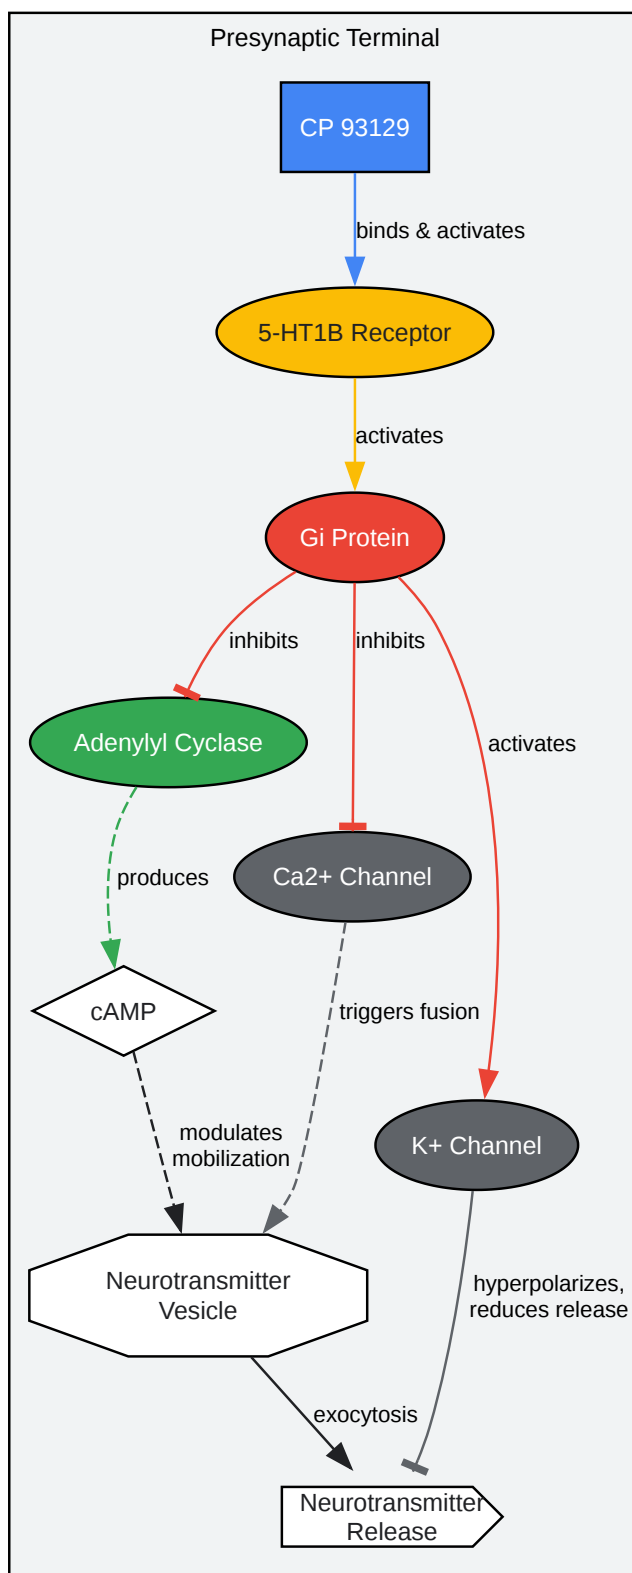 Presynaptic Terminal
CP 93129
binds & activates
5-HT1B Receptor
activates
Gi Protein
inhibits
inhibits
activates
Adenylyl Cyclase
produces
Ca2+ Channel
cAMP
triggers fusion
modulates
mobilization
K+ Channel
Neurotransmitter
Vesicle
hyperpolarizes,
reduces release
exocytosis
Neurotransmitter
Release